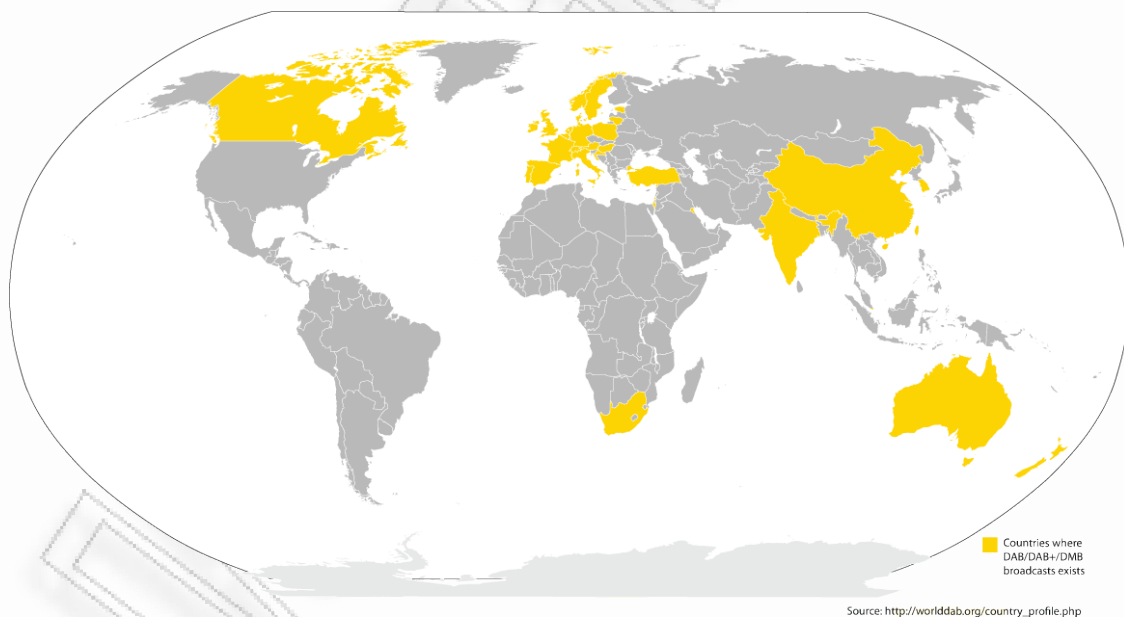 Countries where
DAB/DAB+/DMB
broadcasts exists
Source: http://worlddab.org/country_profile.php